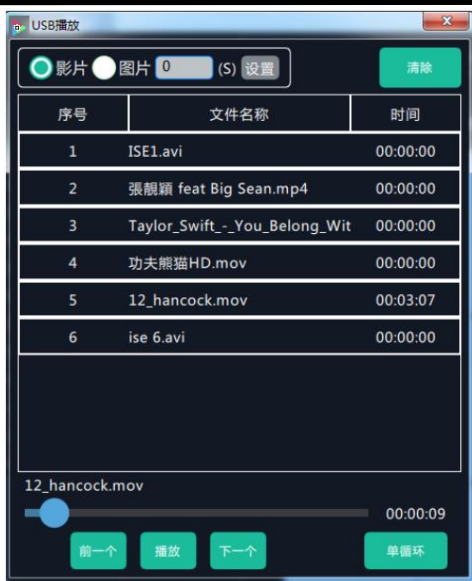 USB播放
影片 图片 0 (S) 设置 清除
序号 文件名称 时间
1 ISE1.avi 00:00:00
2 張靚穎 feat Big Sean.mp4 00:00:00
3 Taylor_Swift_-_You_Belong_Wit 00:00:00
4 功夫熊猫HD.mov 00:00:00
5 12_hancock.mov 00:03:07
6 ise 6.avi 00:00:00
12_hancock.mov
00:00:09
前一个 播放 下一个 单循环